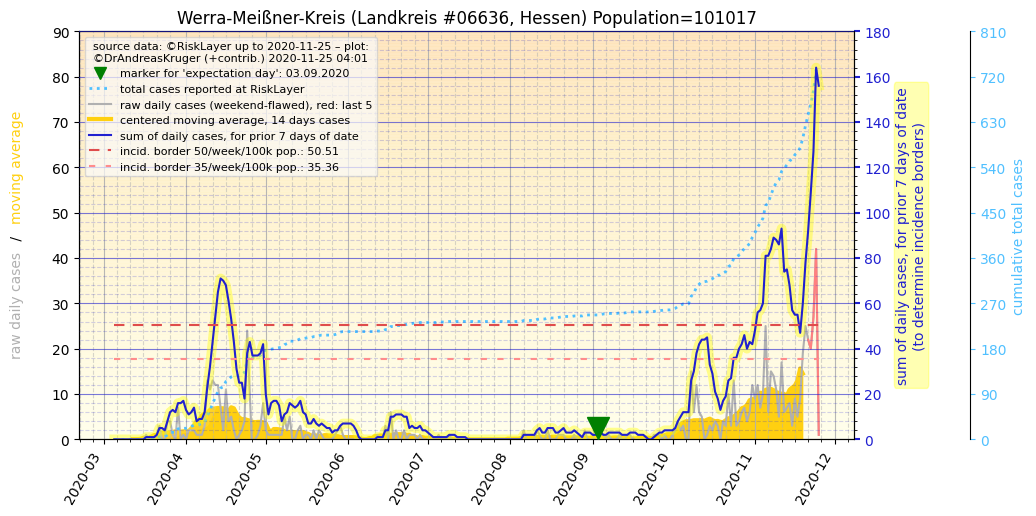 Werra-Meißner-Kreis (Landkreis #06636, Hessen) Population=101017
source data: ©RiskLayer up to 2020-11-25 – plot:
©DrAndreasKruger (+contrib.) 2020-11-25 04:01
marker for 'expectation day': 03.09.2020
total cases reported at RiskLayer
raw daily cases (weekend-flawed), red: last 5
centered moving average, 14 days cases
sum of daily cases, for prior 7 days of date
incid. border 50/week/100k pop.: 50.51
incid. border 35/week/100k pop.: 35.36
raw daily cases / moving average
90
80
70
60
50
40
30
20
10
0
180
160
140
120
100
80
60
40
20
0
sum of daily cases, for prior 7 days of date
(to determine incidence borders)
810
720
630
540
450
360
270
180
90
0
cumulative total cases
2020-03
2020-04
2020-05
2020-06
2020-07
2020-08
2020-09
2020-10
2020-11
2020-12